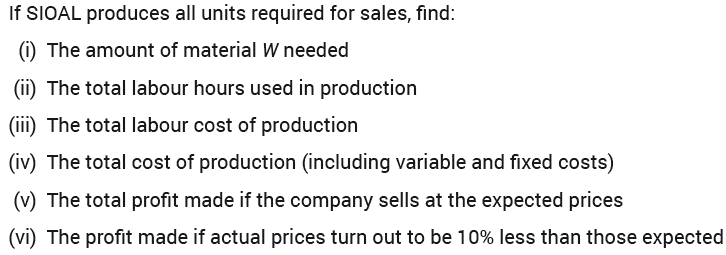 If SIOAL produces all units required for sales, find:
(i) The amount of material W needed
(ii) The total labour hours used in production
(iii) The total labour cost of production
(iv) The total cost of production (including variable and fixed costs)
(v) The total profit made if the company sells at the expected prices
(vi) The profit made if actual prices turn out to be 10% less than those expected